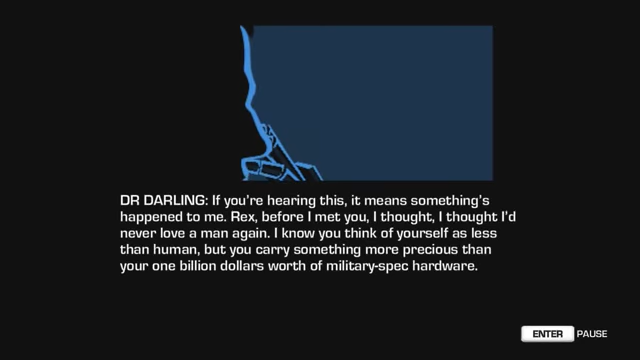 DR DARLING: If you're hearing this, it means something's
happened to me. Rex, before I met you, I thought, I thought I'd
never love a man again. I know you think of yourself as less
than human, but you carry something more precious than
your one billion dollars worth of military-spec hardware.
ENTER PAUSE